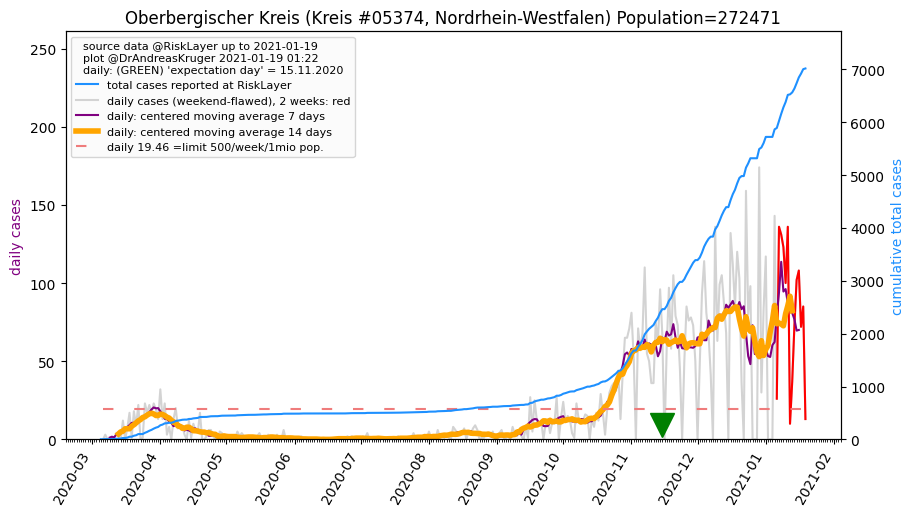 Oberbergischer Kreis (Kreis #05374, Nordrhein-Westfalen) Population=272471
source data @RiskLayer up to 2021-01-19
plot @DrAndreasKruger 2021-01-19 01:22
daily: (GREEN) 'expectation day' = 15.11.2020
total cases reported at RiskLayer
daily cases (weekend-flawed), 2 weeks: red
daily: centered moving average 7 days
daily: centered moving average 14 days
daily 19.46 =limit 500/week/1mio pop.
daily cases
250
200
150
100
50
0
cumulative total cases
7000
6000
5000
4000
3000
2000
1000
0
2020-03
2020-04
2020-05
2020-06
2020-07
2020-08
2020-09
2020-10
2020-11
2020-12
2021-01
2021-02